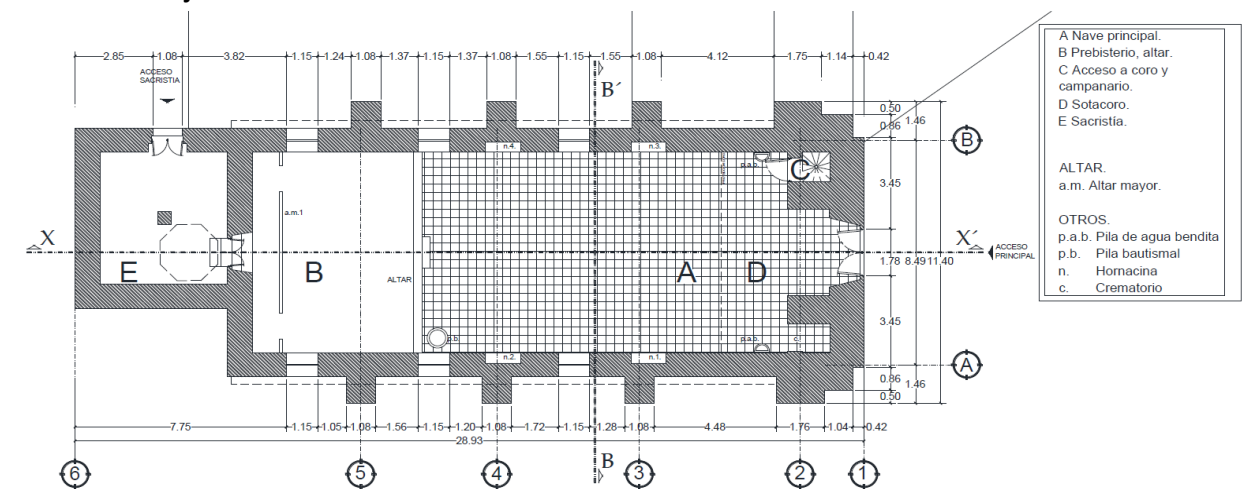 2.85 1.08 3.82 1.15 1.24 1.08 1.37 1.15 1.37 1.08 1.55 1.15 1.55 1.08 4.12 1.75 1.14 0.42
ACCESO
SACRISTIA
B´
0.50
0.86 1.46
B
n.4. n.3.
p.a.b. C
3.45
a.m.1
X X´
ACCESO
PRINCIPAL
E B A D
ALTAR
1.78 8.49 11.40
3.45
p.b. p.a.b. c.
n.2. n.1.
A
0.86 1.46
0.50
7.75 1.15 1.05 1.08 1.56 1.15 1.20 1.08 1.72 1.15 1.28 1.08 4.48 1.76 1.04 0.42
28.93
B
6 5 4 3 2 1
A Nave principal.
B Prebisterio, altar.
C Acceso a coro y
campanario.
D Sotacoro.
E Sacristía.
ALTAR.
a.m. Altar mayor.
OTROS.
p.a.b. Pila de agua bendita
p.b. Pila bautismal
n. Hornacina
c. Crematorio